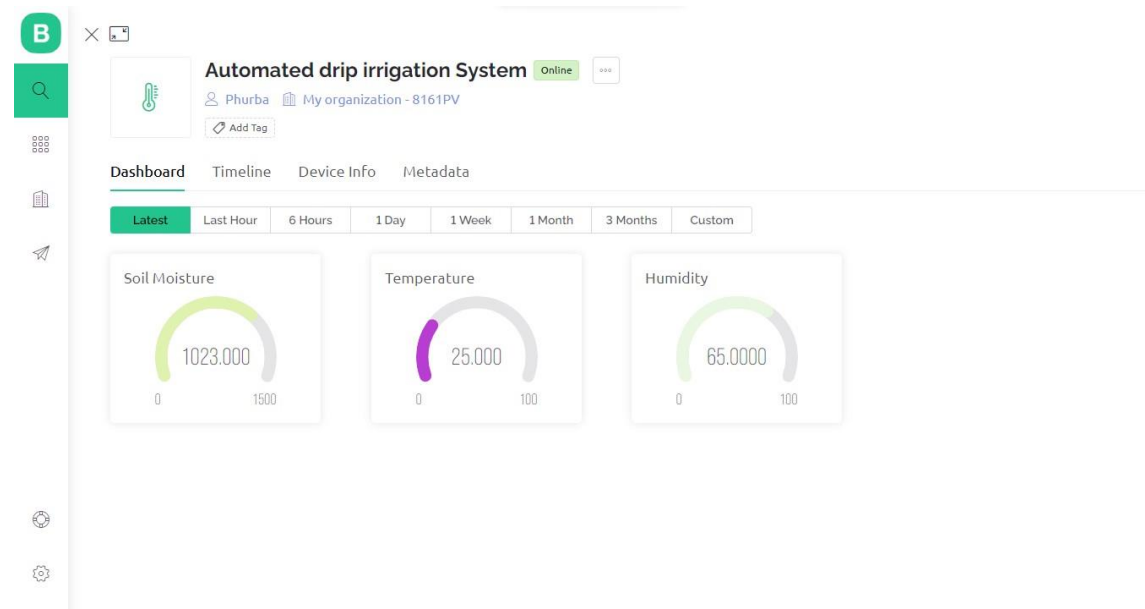 B
Automated drip irrigation System Online
Phurba My organization - 8161PV
Add Tag
Dashboard Timeline Device Info Metadata
Latest Last Hour 6 Hours 1 Day 1 Week 1 Month 3 Months Custom
Soil Moisture
1023.000
0 1500
Temperature
25.000
0 100
Humidity
65.0000
0 100